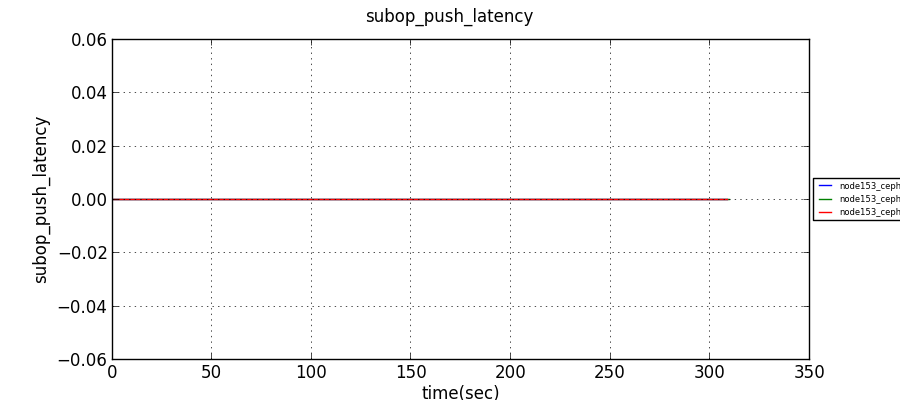 subop_push_latency
0.06
0.04
0.02
0.00
−0.02
−0.04
−0.06
subop_push_latency
0 50 100 150 200 250 300 350
time(sec)
node153_ceph
node153_ceph
node153_ceph